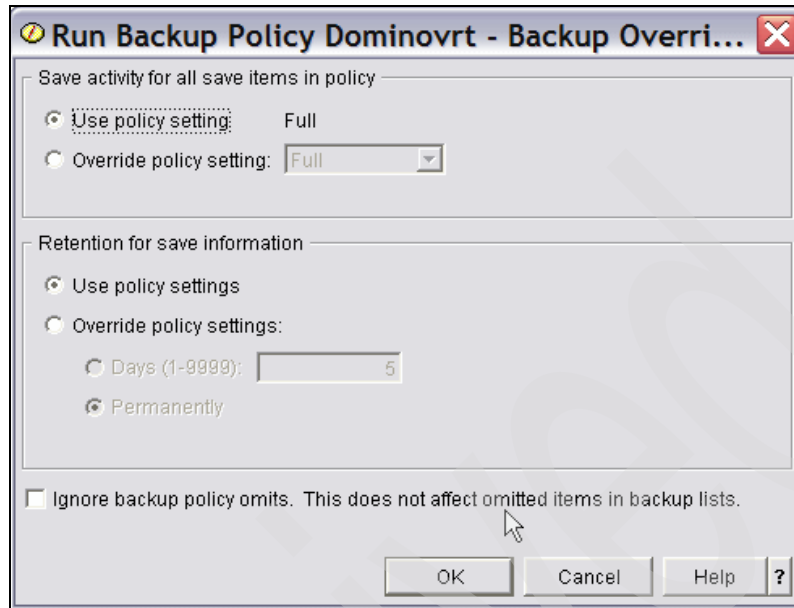 Run Backup Policy Dominovrt - Backup Overri...
Save activity for all save items in policy
Use policy setting Full
Override policy setting: Full
Retention for save information
Use policy settings
Override policy settings:
Days (1-9999): 5
Permanently
Ignore backup policy omits. This does not affect omitted items in backup lists.
OK Cancel Help ?